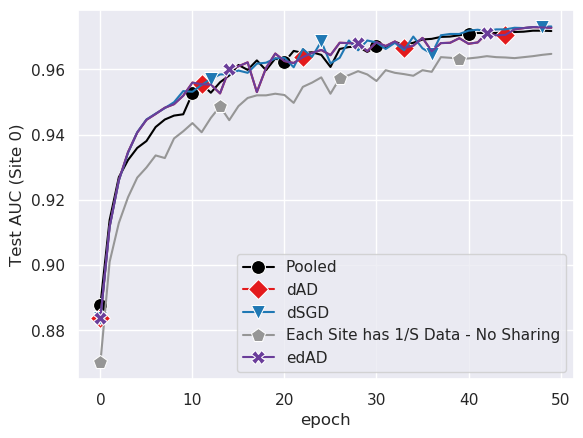 Test AUC (Site 0)
0.96
0.94
0.92
0.90
0.88
Pooled
dAD
dSGD
Each Site has 1/S Data - No Sharing
edAD
0
10
20
30
40
50
epoch